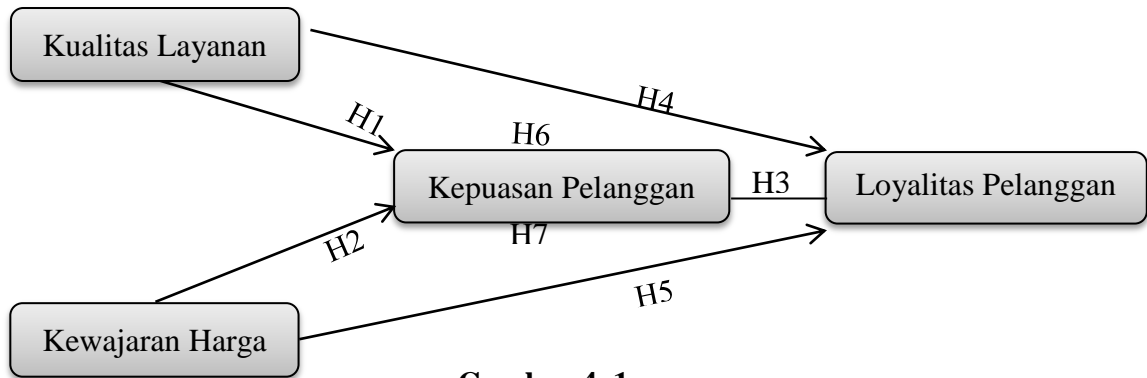 Kualitas Layanan
H4
H1
H6
Kepuasan Pelanggan
H3
Loyalitas Pelanggan
H7
H2
H5
Kewajaran Harga